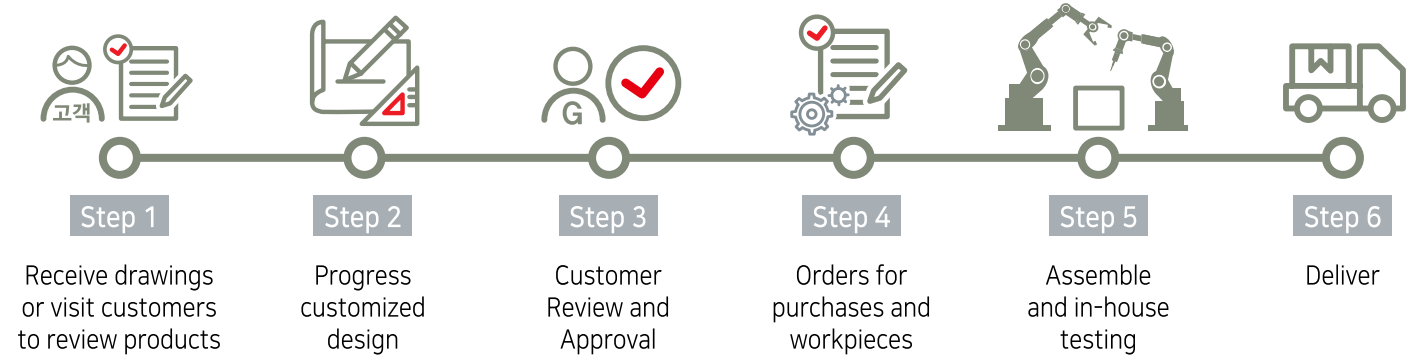 고객
G
Step 1
Receive drawings
or visit customers
to review products
Step 2
Progress
customized
design
Step 3
Customer
Review and
Approval
Step 4
Orders for
purchases and
workpieces
Step 5
Assemble
and in-house
testing
Step 6
Deliver